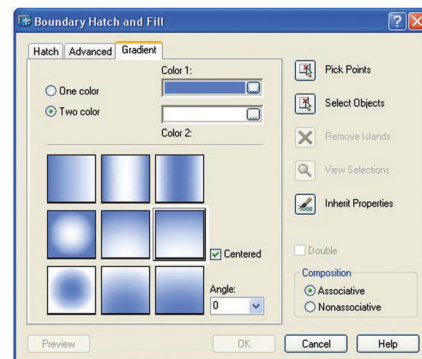 Boundary Hatch and Fill
Hatch
Advanced
Gradient
One color
Two color
Color 1:
...
...
Color 2:
Centered
Angle:
0
Pick Points
Select Objects
Remove Islands
View Selections
Inherit Properties
Double
Composition
Associative
Nonassociative
Preview
OK
Cancel
Help